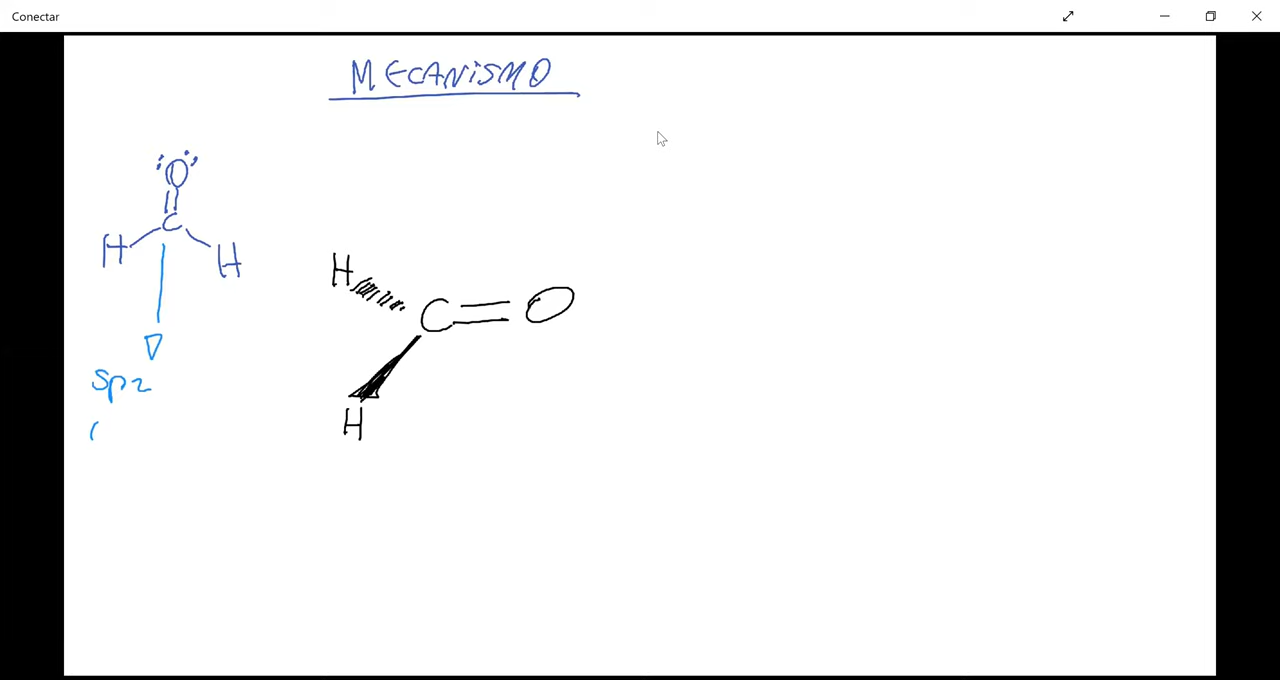 Conectar
MECANiSMO
:O:
C
H H
sp2
(
H
C = O
H